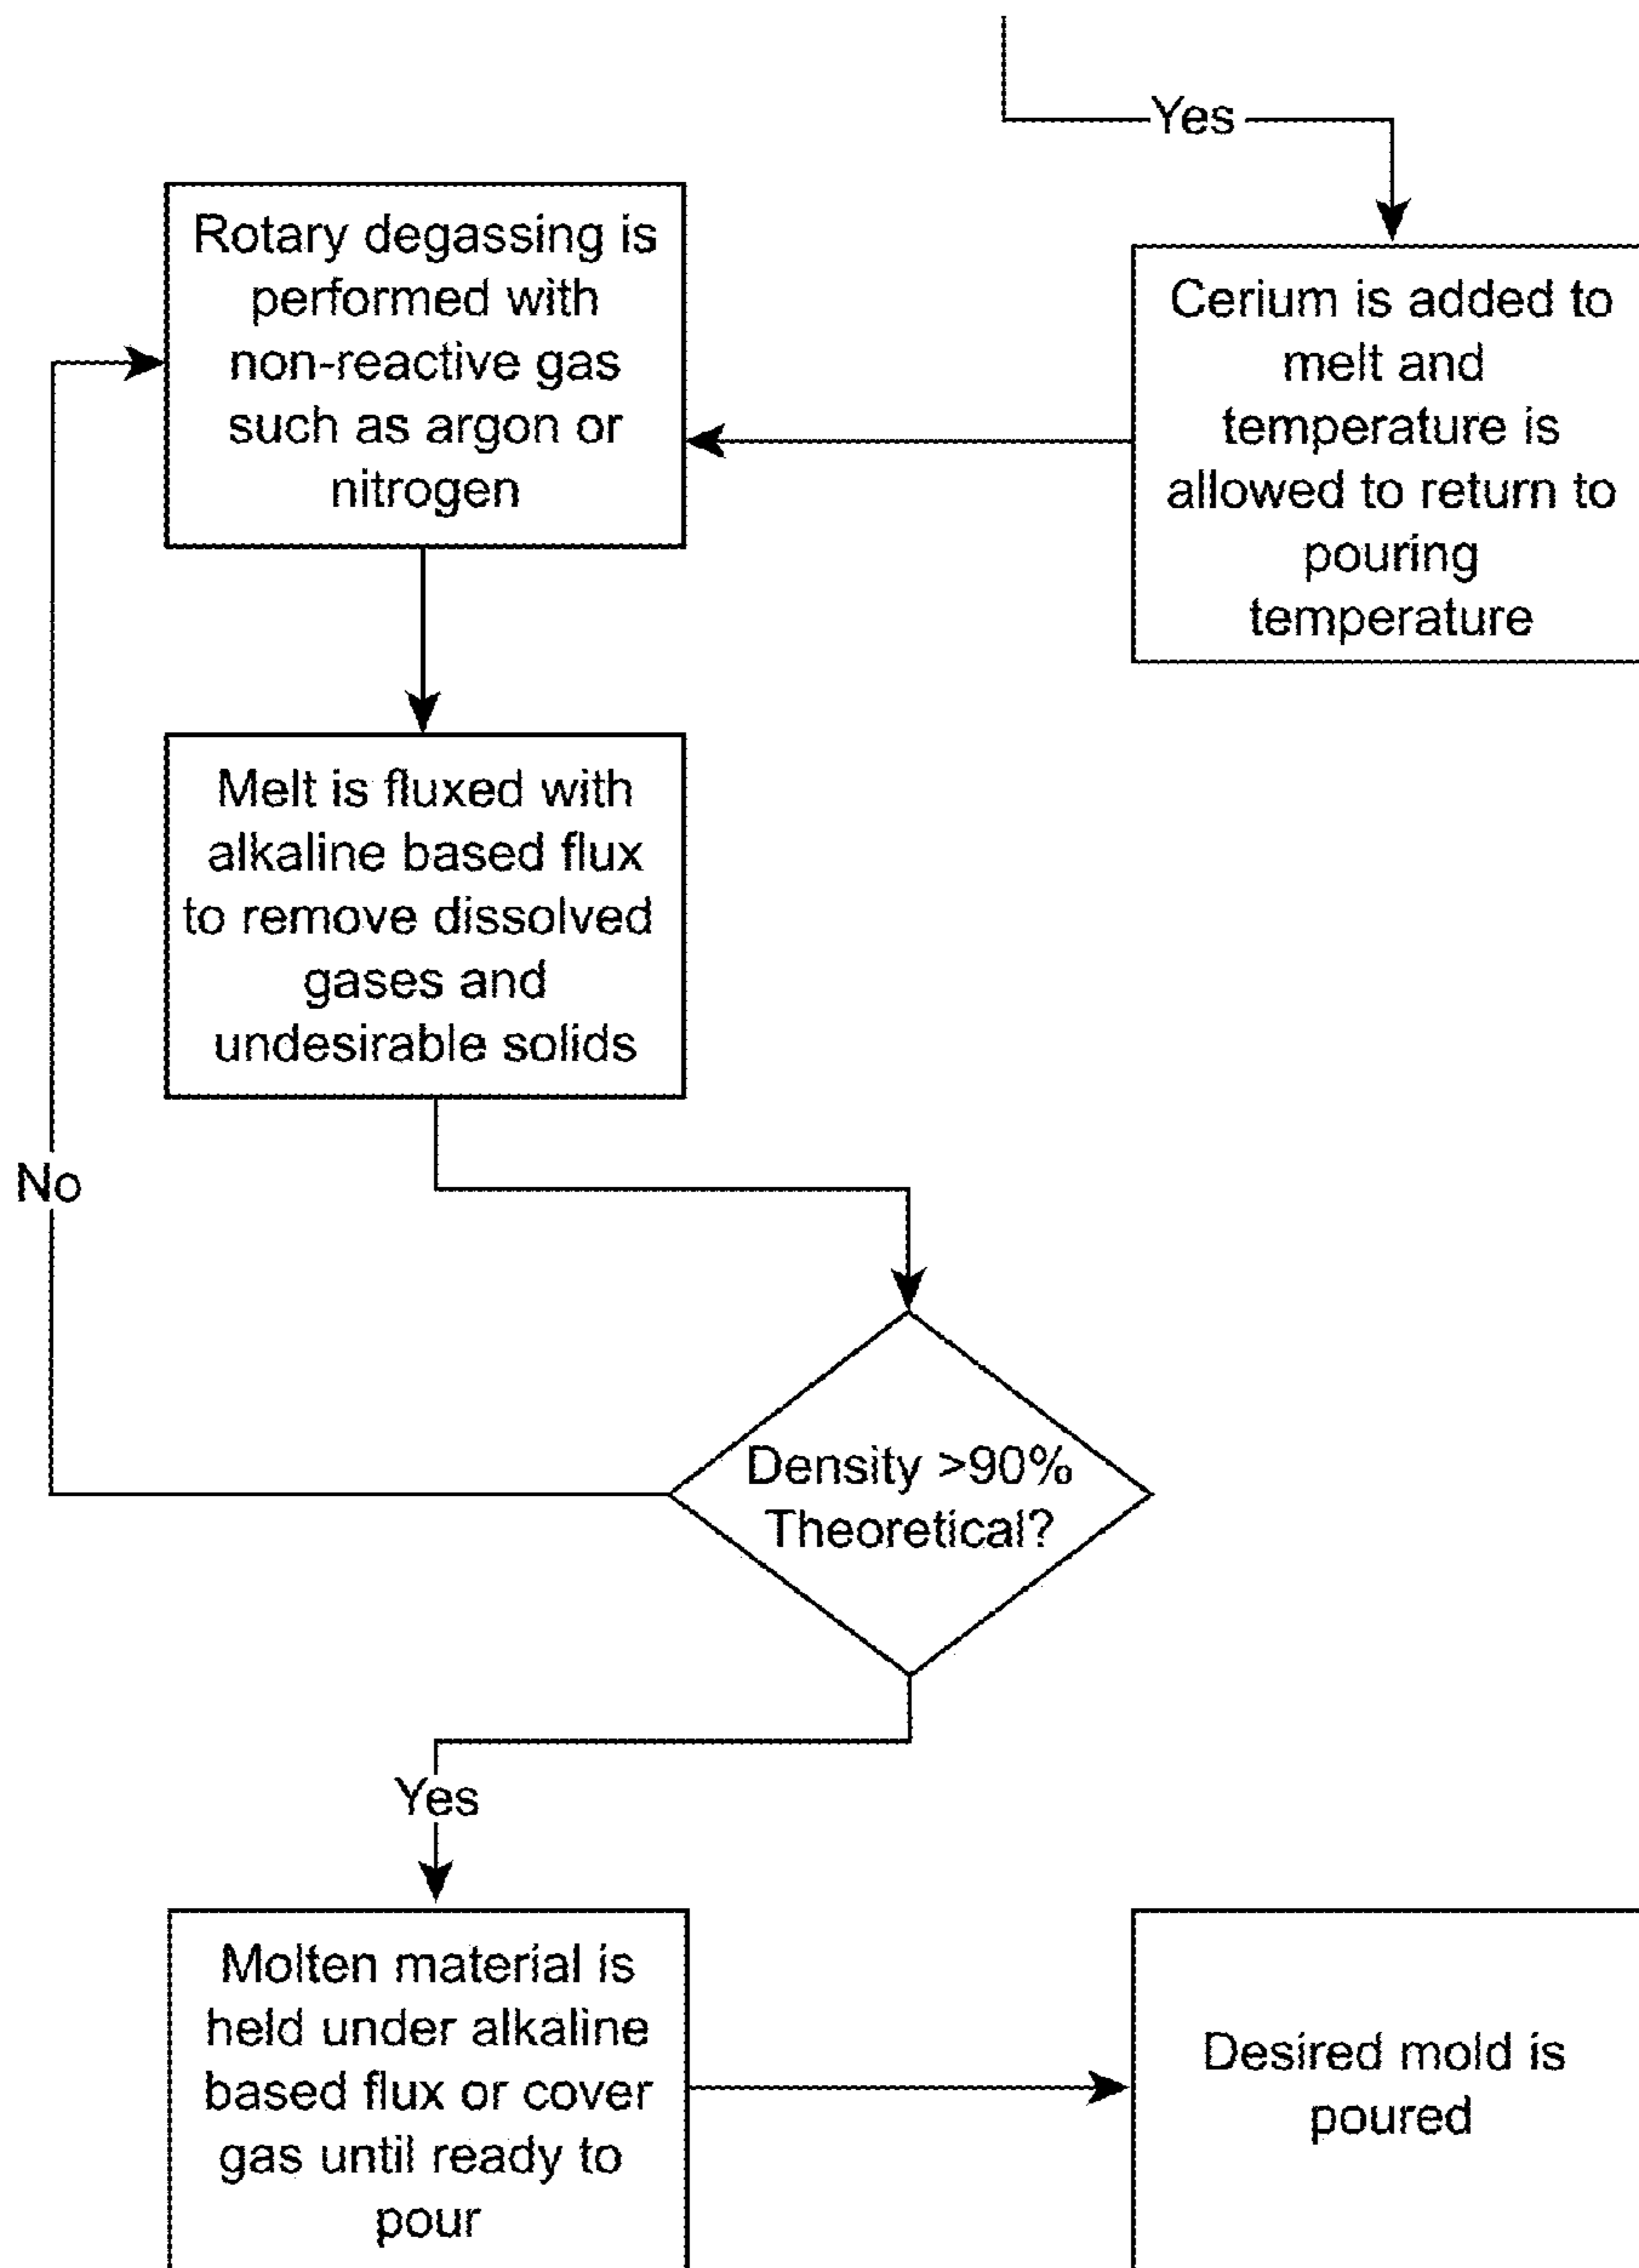 Yes
Cerium is added to
melt and
temperature is
allowed to return to
pouring
temperature
Rotary degassing is
performed with
non-reactive gas
such as argon or
nitrogen
Melt is fluxed with
alkaline based flux
to remove dissolved
gases and
undesirable solids
No
Density >90%
Theoretical?
Yes
Molten material is
held under alkaline
based flux or cover
gas until ready to
pour
Desired mold is
poured